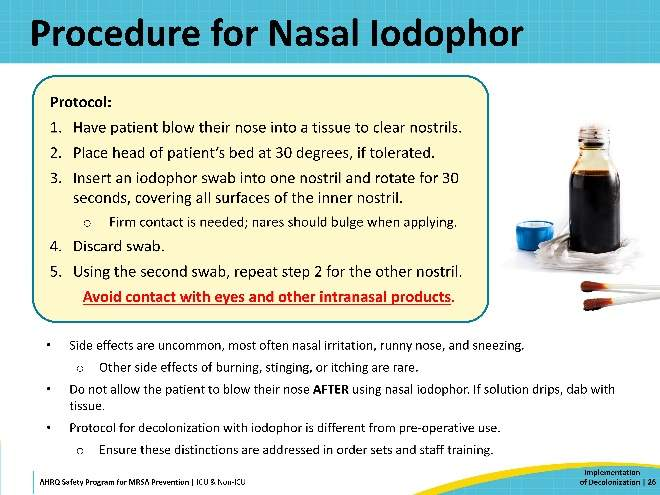 Procedure for Nasal Iodophor
Protocol:
1. Have patient blow their nose into a tissue to clear nostrils.
2. Place head of patient's bed at 30 degrees, if tolerated.
3. Insert an iodophor swab into one nostril and rotate for 30
seconds, covering all surfaces of the inner nostril.
o Firm contact is needed; nares should bulge when applying.
4. Discard swab.
5. Using the second swab, repeat step 2 for the other nostril.
Avoid contact with eyes and other intranasal products.
• Side effects are uncommon, most often nasal irritation, runny nose, and sneezing.
o Other side effects of burning, stinging, or itching are rare.
• Do not allow the patient to blow their nose AFTER using nasal iodophor. If solution drips, dab with
tissue.
• Protocol for decolonization with iodophor is different from pre-operative use.
o Ensure these distinctions are addressed in order sets and staff training.
AHRQ Safety Program for MRSA Prevention | ICU & Non-ICU
Implementation
of Decolonization | 26